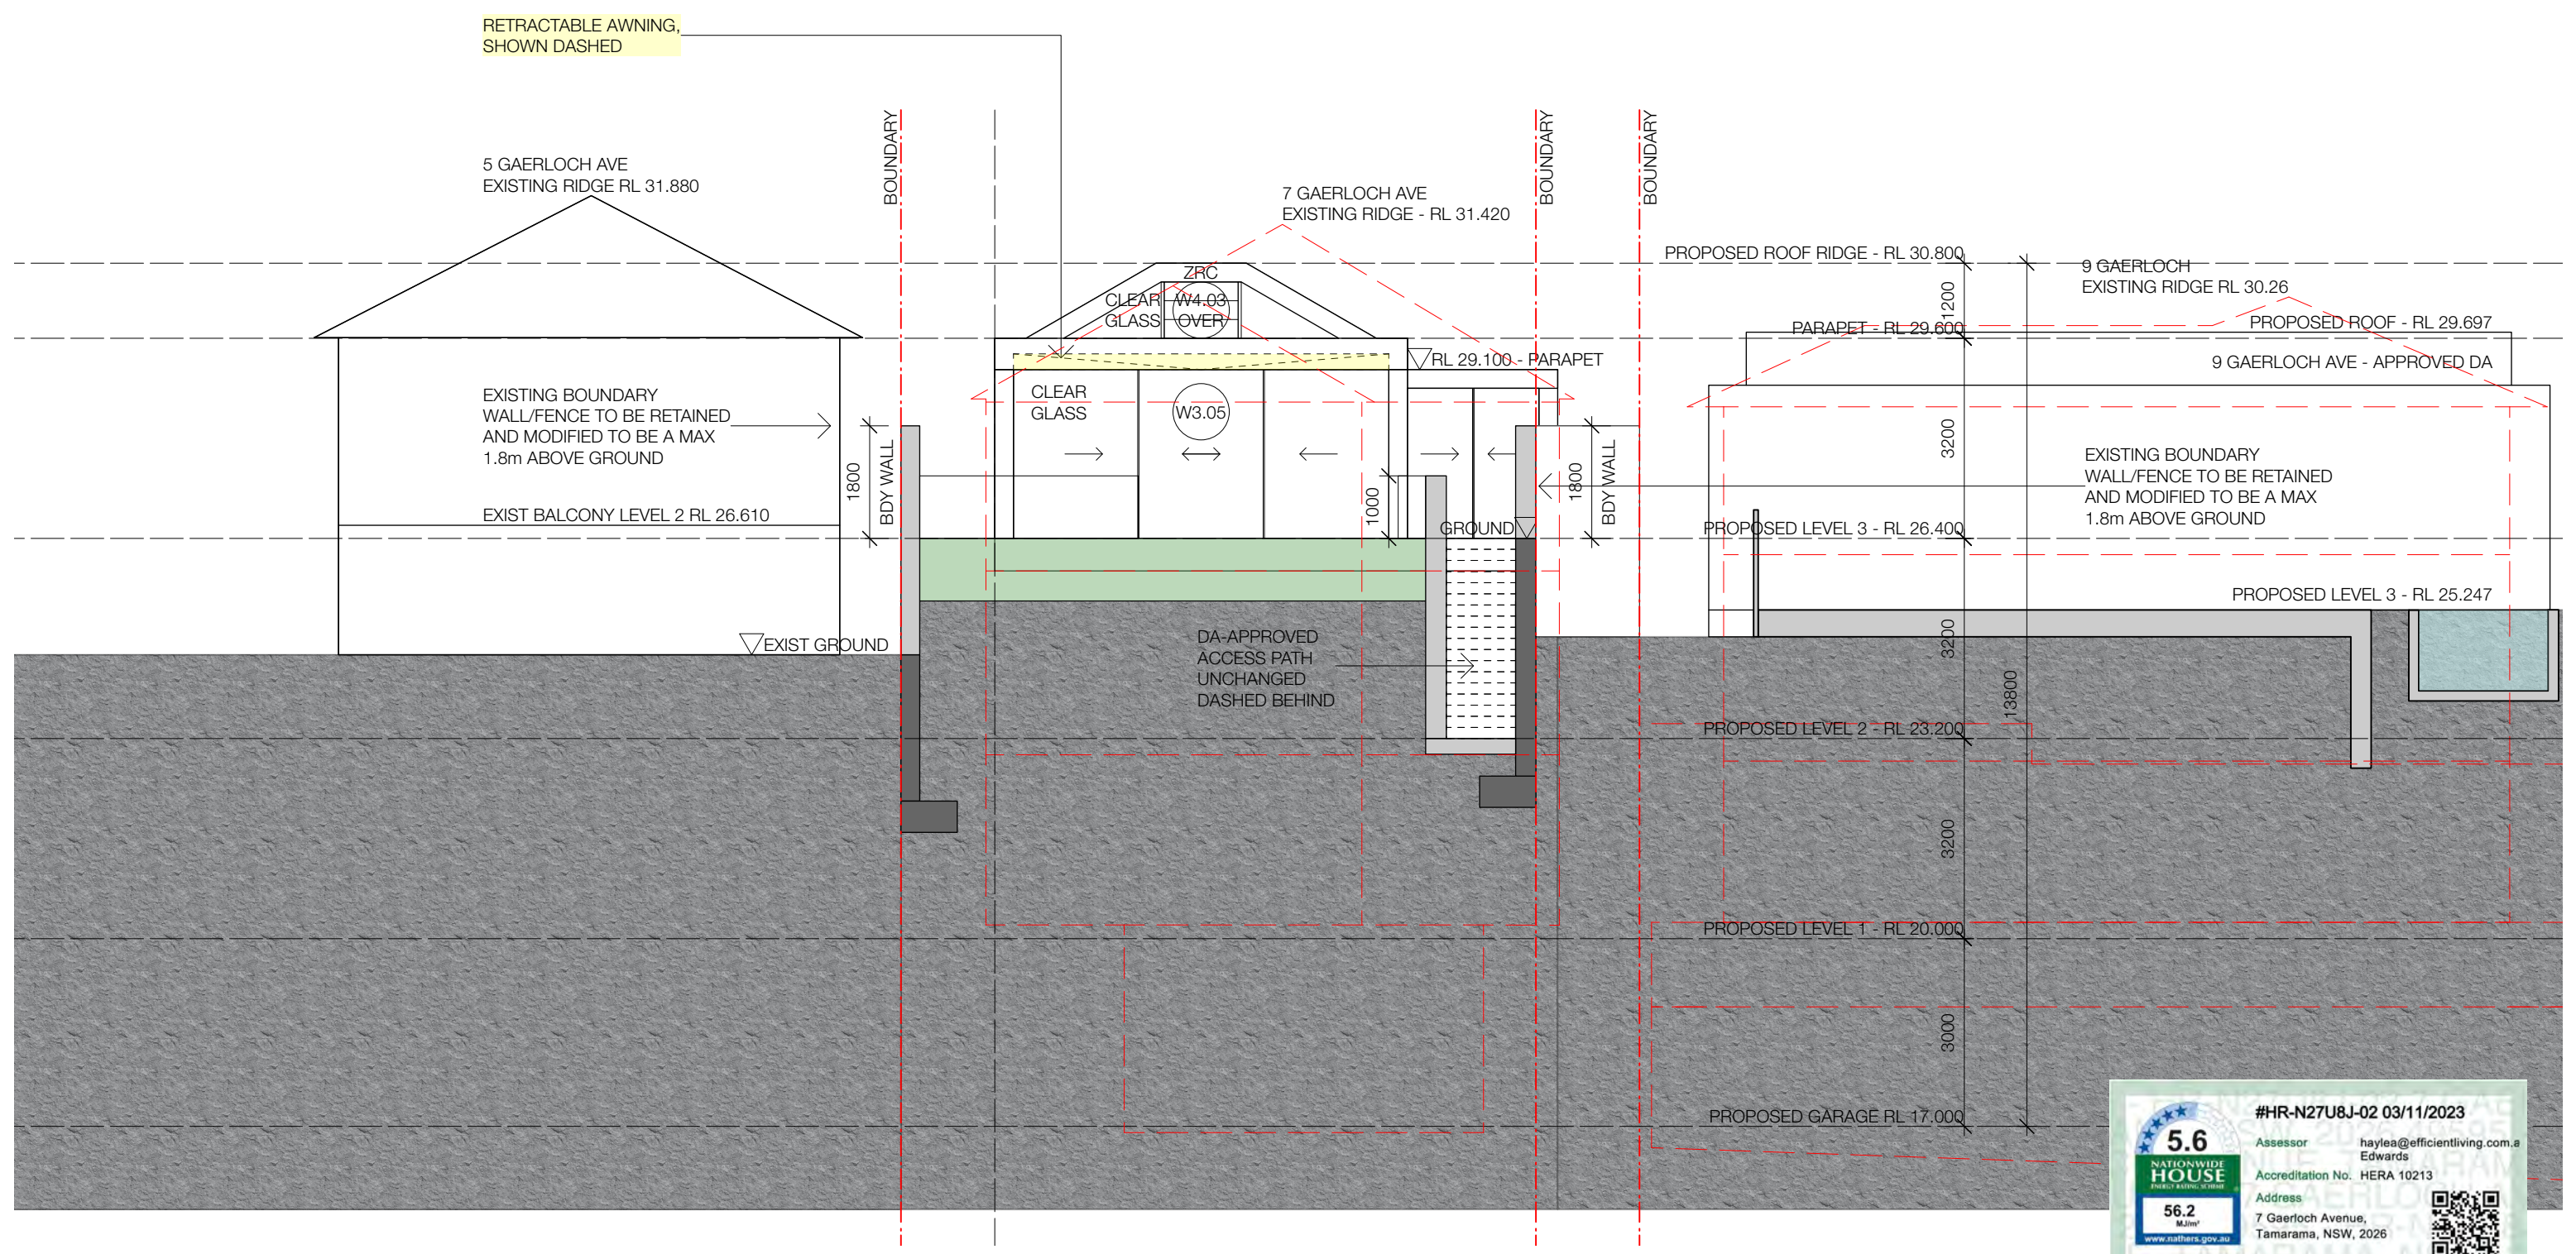 RETRACTABLE AWNING,
SHOWN DASHED
BOUNDARY
BOUNDARY
BOUNDARY
5 GAERLOCH AVE
EXISTING RIDGE RL 31.880
7 GAERLOCH AVE
EXISTING RIDGE - RL 31.420
PROPOSED ROOF RIDGE - RL 30.800
9 GAERLOCH
EXISTING RIDGE RL 30.26
ZRC
CLEAR
GLASS
W4.03
OVER
1200
PARAPET - RL 29.600
PROPOSED ROOF - RL 29.697
RL 29.100 - PARAPET
9 GAERLOCH AVE - APPROVED DA
EXISTING BOUNDARY
WALL/FENCE TO BE RETAINED
AND MODIFIED TO BE A MAX
1.8m ABOVE GROUND
CLEAR
GLASS
W3.05
1800
BDY WALL
1000
1800
BDY WALL
3200
EXISTING BOUNDARY
WALL/FENCE TO BE RETAINED
AND MODIFIED TO BE A MAX
1.8m ABOVE GROUND
EXIST BALCONY LEVEL 2 RL 26.610
GROUND
PROPOSED LEVEL 3 - RL 26.400
PROPOSED LEVEL 3 - RL 25.247
EXIST GROUND
DA-APPROVED
ACCESS PATH
UNCHANGED
DASHED BEHIND
3200
13800
PROPOSED LEVEL 2 - RL 23.200
3200
PROPOSED LEVEL 1 - RL 20.000
3000
PROPOSED GARAGE RL 17.000
#HR-N27U8J-02 03/11/2023
5.6
NATIONWIDE
HOUSE
ENERGY RATING SCHEME
56.2
MJ/m²
www.nathers.gov.au
Assessor haylea@efficientliving.com.a
Edwards
Accreditation No. HERA 10213
Address
7 Gaerloch Avenue,
Tamarama, NSW, 2026